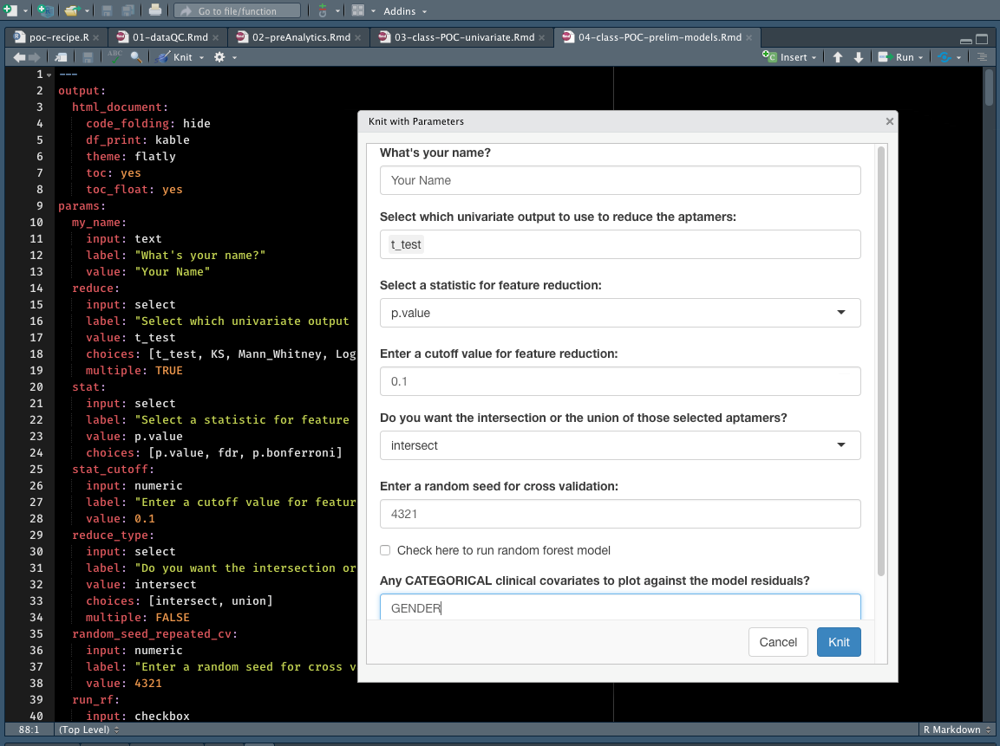 Go to file/function
Addins
poc-recipe.R
01-dataQC.Rmd
02-preAnalytics.Rmd
03-class-POC-univariate.Rmd
04-class-POC-prelim-models.Rmd
ABC
Knit
Insert
Run
1 ---
2 output:
3 html_document:
4 code_folding: hide
5 df_print: kable
6 theme: flatly
7 toc: yes
8 toc_float: yes
9 params:
10 my_name:
11 input: text
12 label: "What's your name?"
13 value: "Your Name"
14 reduce:
15 input: select
16 label: "Select which univariate output
17 value: t_test
18 choices: [t_test, KS, Mann_Whitney, Log
19 multiple: TRUE
20 stat:
21 input: select
22 label: "Select a statistic for feature
23 value: p.value
24 choices: [p.value, fdr, p.bonferroni]
25 stat_cutoff:
26 input: numeric
27 label: "Enter a cutoff value for featur
28 value: 0.1
29 reduce_type:
30 input: select
31 label: "Do you want the intersection or
32 value: intersect
33 choices: [intersect, union]
34 multiple: FALSE
35 random_seed_repeated_cv:
36 input: numeric
37 label: "Enter a random seed for cross v
38 value: 4321
39 run_rf:
40 input: checkbox
Knit with Parameters
What's your name?
Your Name
Select which univariate output to use to reduce the aptamers:
t_test
Select a statistic for feature reduction:
p.value
Enter a cutoff value for feature reduction:
0.1
Do you want the intersection or the union of those selected aptamers?
intersect
Enter a random seed for cross validation:
4321
Check here to run random forest model
Any CATEGORICAL clinical covariates to plot against the model residuals?
GENDER
Cancel
Knit
88:1
(Top Level)
R Markdown